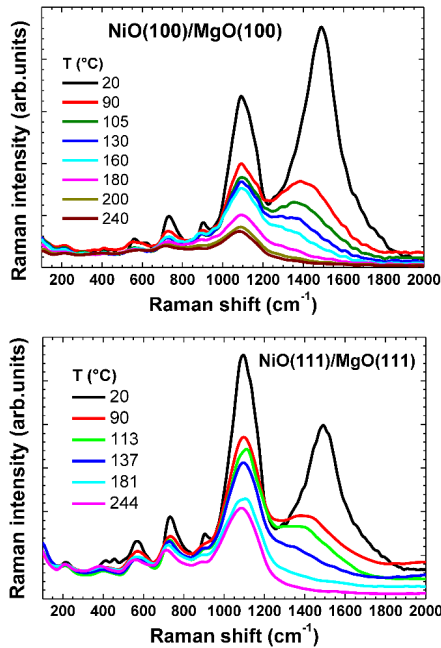 NiO(100)/MgO(100)
T (°C)
20
90
105
130
160
180
200
240
Raman intensity (arb.units)
200 400 600 800 1000 1200 1400 1600 1800 2000
Raman shift (cm-1)
NiO(111)/MgO(111)
T (°C)
20
90
113
137
181
244
Raman intensity (arb.units)
200 400 600 800 1000 1200 1400 1600 1800 2000
Raman shift (cm-1)